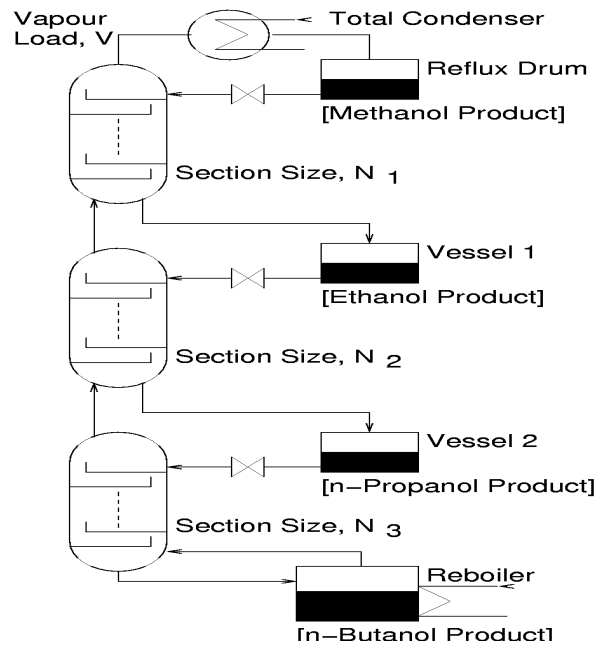 Vapour
Load, V
Total Condenser
Reflux Drum
[Methanol Product]
Section Size, N 1
Vessel 1
[Ethanol Product]
Section Size, N 2
Vessel 2
[n-Propanol Product]
Section Size, N 3
Reboiler
[n-Butanol Product]